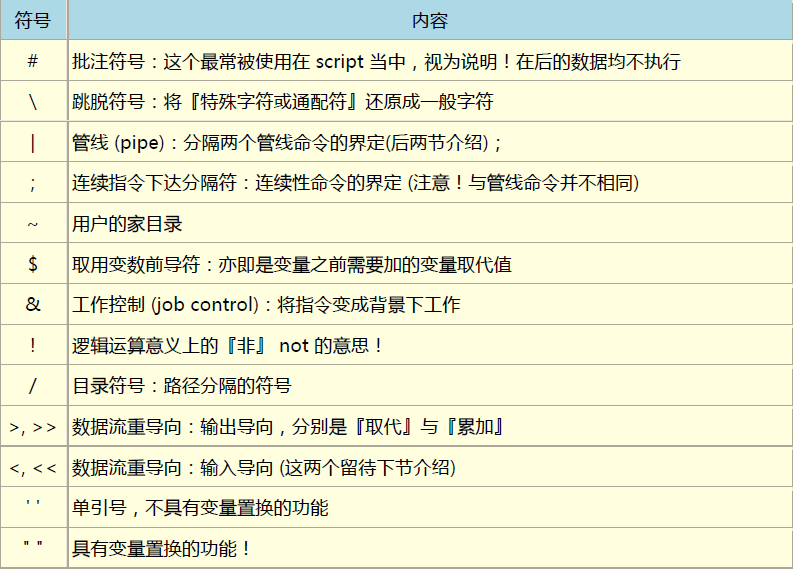 符号 内容
# 批注符号：这个最常被使用在 script 当中，视为说明！在后的数据均不执行
\ 跳脱符号：将『特殊字符或通配符』还原成一般字符
| 管线 (pipe)：分隔两个管线命令的界定(后两节介绍)；
; 连续指令下达分隔符：连续性命令的界定 (注意！与管线命令并不相同)
~ 用户的家目录
$ 取用变数前导符：亦即是变量之前需要加的变量取代值
& 工作控制 (job control)：将指令变成背景下工作
! 逻辑运算意义上的『非』 not 的意思！
/ 目录符号：路径分隔的符号
>, >> 数据流重导向：输出导向，分别是『取代』与『累加』
<, << 数据流重导向：输入导向 (这两个留待下节介绍)
' ' 单引号，不具有变量置换的功能
" " 具有变量置换的功能！